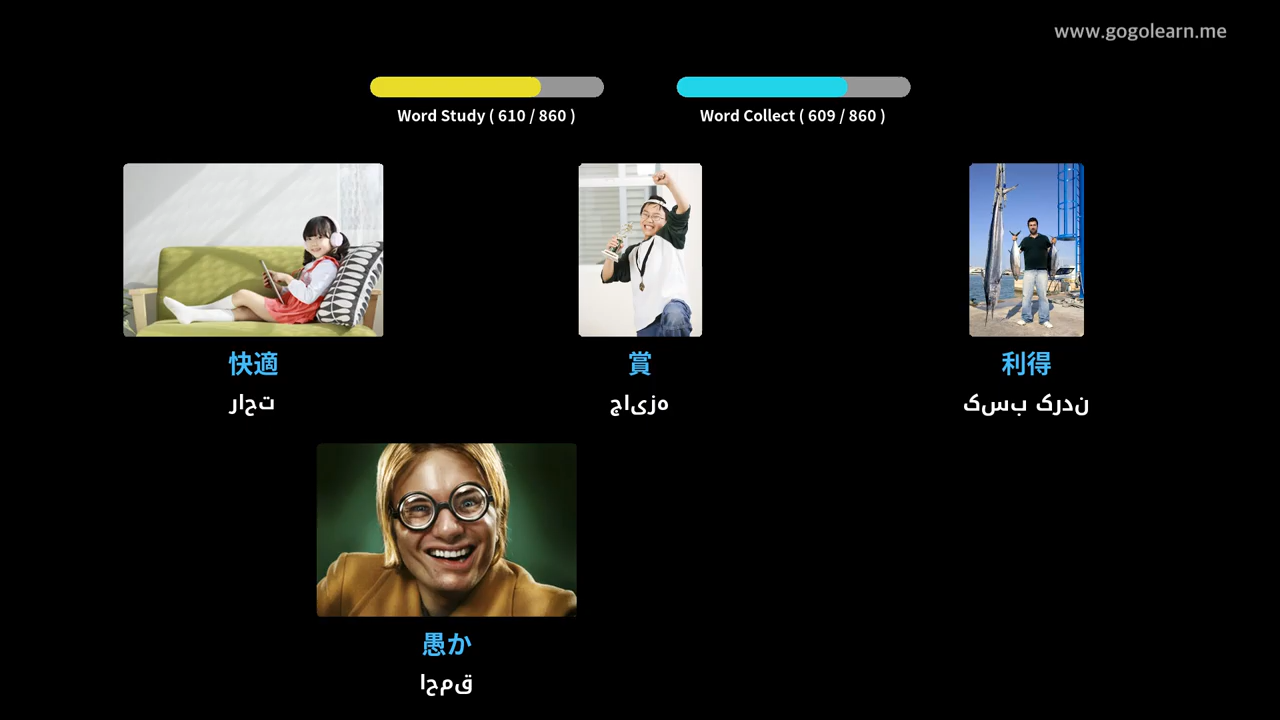 www.gogolearn.me
Word Study ( 610 / 860 )
Word Collect ( 609 / 860 )
快適
راحت
賞
جایزه
利得
کسب کردن
愚か
احمق